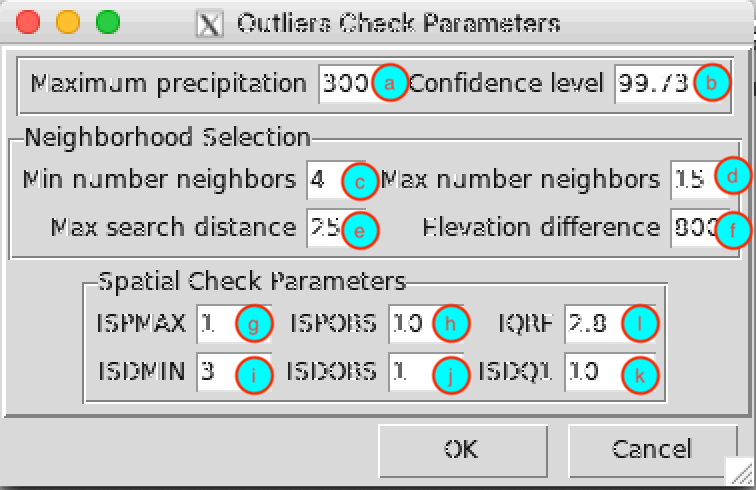 Outliers Check Parameters
Maximum precipitation 300 a Confidence level 99.73 b
Neighborhood Selection
Min number neighbors 4 c Max number neighbors 15 d
Max search distance 25 e Elevation difference 800 f
Spatial Check Parameters
ISPMAX 1 g ISPOBS 10 h IQRF 2.8 l
ISDMIN 3 i ISDOBS 1 j ISDQ1 10 k
OK Cancel